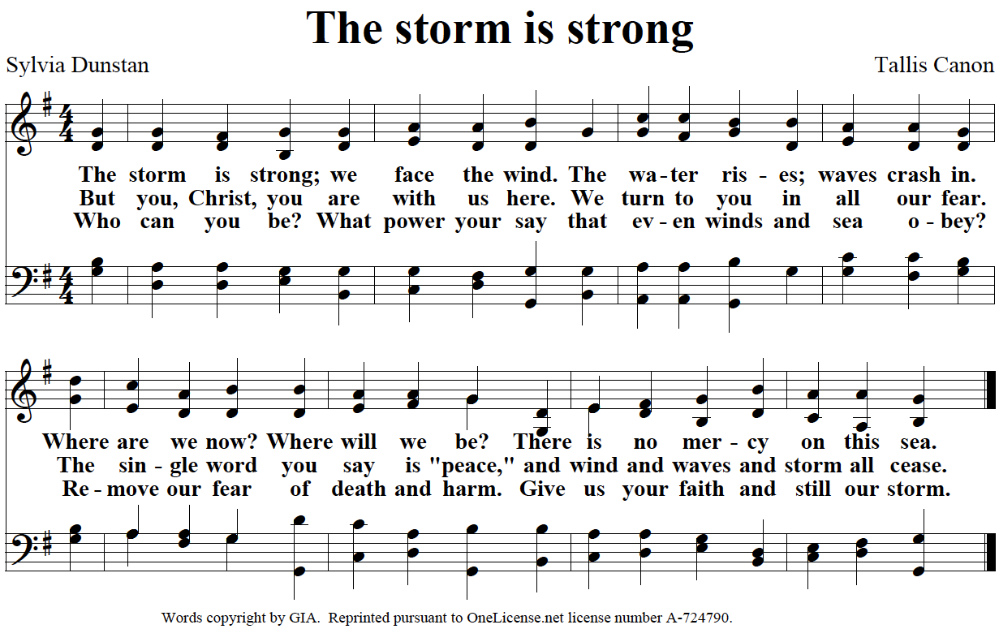 The storm is strong
Sylvia Dunstan Tallis Canon
4 4
The storm is strong; we face the wind. The wa-ter ris-es; waves crash in.
But you, Christ, you are with us here. We turn to you in all our fear.
Who can you be? What power your say that ev-en winds and sea o-bey?
4 4
Where are we now? Where will we be? There is no mer-cy on this sea.
The sin-gle word you say is "peace," and wind and waves and storm all cease.
Re-move our fear of death and harm. Give us your faith and still our storm.
Words copyright by GIA. Reprinted pursuant to OneLicense.net license number A-724790.